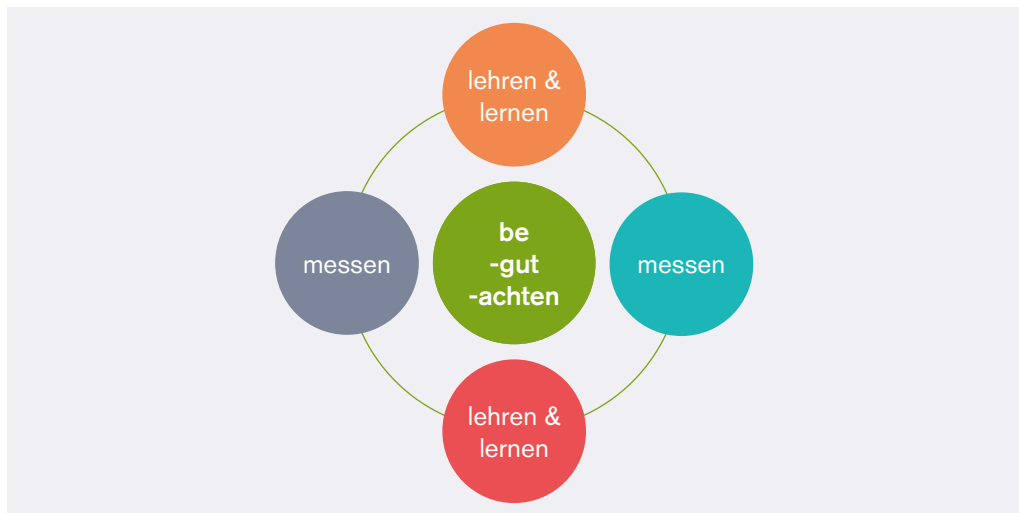 lehren &
lernen
messen
be
-gut
-achten
messen
lehren &
lernen